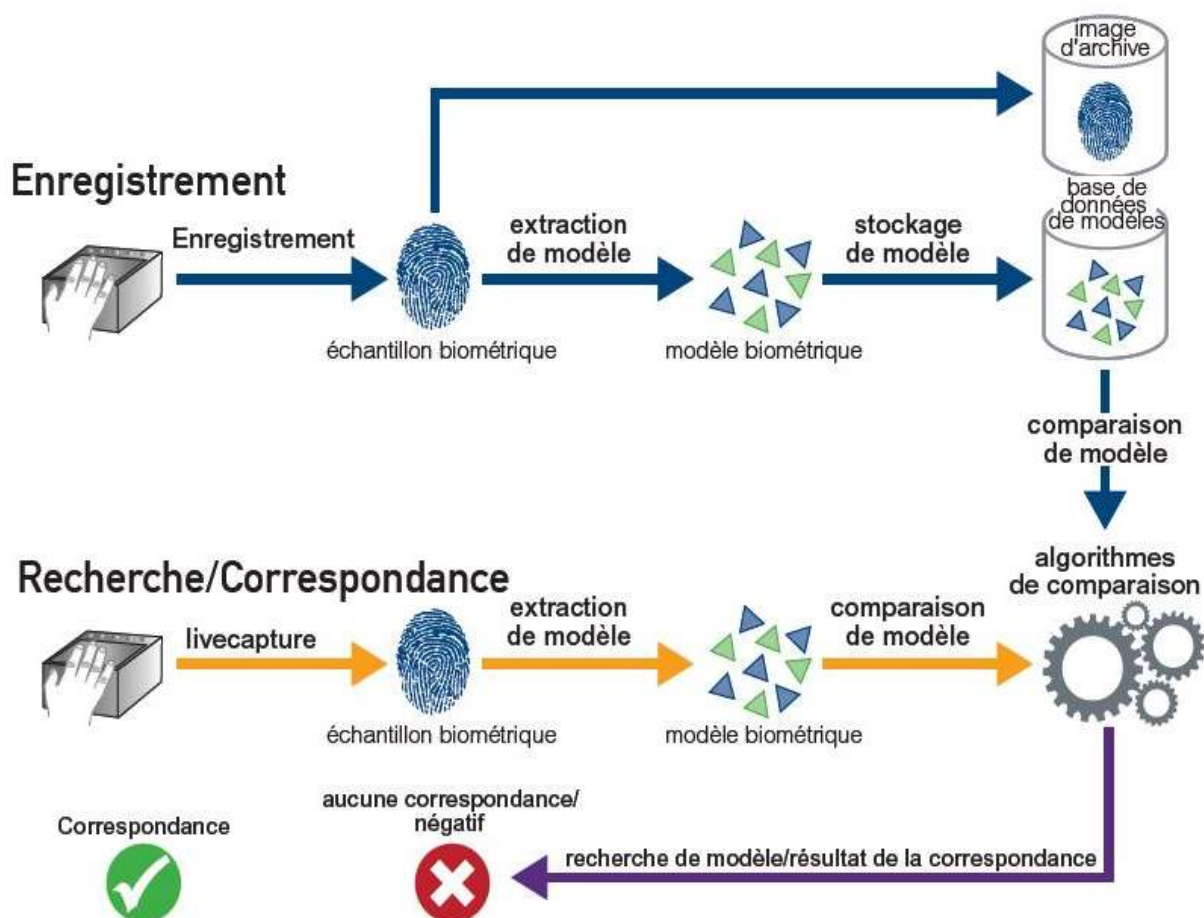 image
d'archive
Enregistrement
base de
données
de modèles
Enregistrement
extraction
de modèle
stockage
de modèle
échantillon biométrique
modèle biométrique
comparaison
de modèle
Recherche/Correspondance
algorithmes
de comparaison
livecapture
extraction
de modèle
comparaison
de modèle
échantillon biométrique
modèle biométrique
Correspondance
aucune correspondance/
négatif
recherche de modèle/résultat de la correspondance